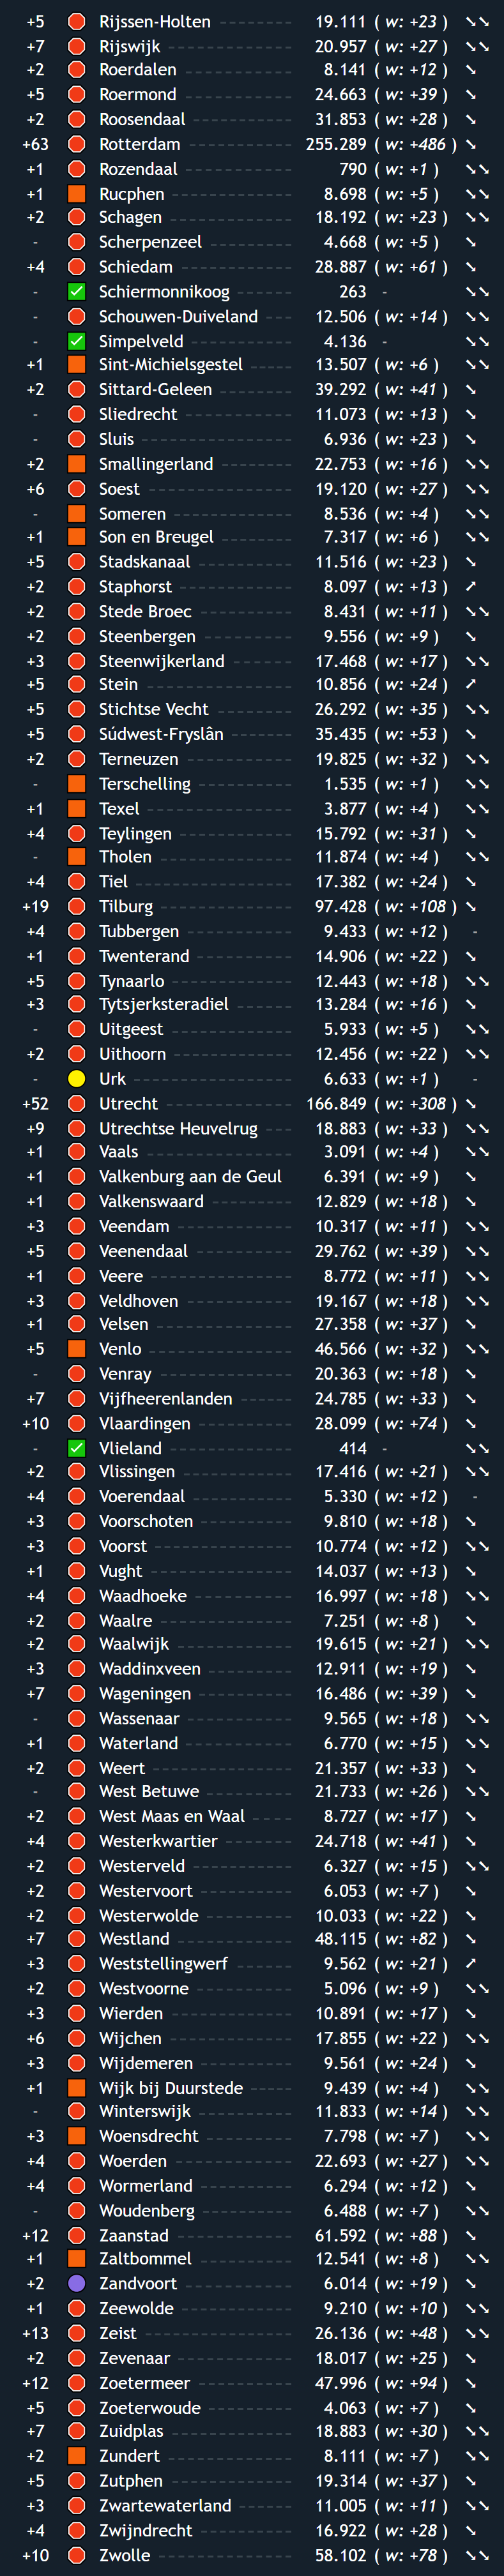 +5 Rijssen-Holten 19.111 ( w: +23 )
+7 Rijswijk 20.957 ( w: +27 )
+2 Roerdalen 8.141 ( w: +12 )
+5 Roermond 24.663 ( w: +39 )
+2 Roosendaal 31.853 ( w: +28 )
+63 Rotterdam 255.289 ( w: +486 )
+1 Rozendaal 790 ( w: +1 )
+1 Rucphen 8.698 ( w: +5 )
+2 Schagen 18.192 ( w: +23 )
- Scherpenzeel 4.668 ( w: +5 )
+4 Schiedam 28.887 ( w: +61 )
- Schiermonnikoog 263 -
- Schouwen-Duiveland 12.506 ( w: +14 )
- Simpelveld 4.136 -
+1 Sint-Michielsgestel 13.507 ( w: +6 )
+2 Sittard-Geleen 39.292 ( w: +41 )
- Sliedrecht 11.073 ( w: +13 )
- Sluis 6.936 ( w: +23 )
+2 Smallingerland 22.753 ( w: +16 )
+6 Soest 19.120 ( w: +27 )
- Someren 8.536 ( w: +4 )
+1 Son en Breugel 7.317 ( w: +6 )
+5 Stadskanaal 11.516 ( w: +23 )
+2 Staphorst 8.097 ( w: +13 )
+2 Stede Broec 8.431 ( w: +11 )
+2 Steenbergen 9.556 ( w: +9 )
+3 Steenwijkerland 17.468 ( w: +17 )
+5 Stein 10.856 ( w: +24 )
+5 Stichtse Vecht 26.292 ( w: +35 )
+5 Súdwest-Fryslân 35.435 ( w: +53 )
+2 Terneuzen 19.825 ( w: +32 )
- Terschelling 1.535 ( w: +1 )
+1 Texel 3.877 ( w: +4 )
+4 Teylingen 15.792 ( w: +31 )
- Tholen 11.874 ( w: +4 )
+4 Tiel 17.382 ( w: +24 )
+19 Tilburg 97.428 ( w: +108 )
+4 Tubbergen 9.433 ( w: +12 ) -
+1 Twenterand 14.906 ( w: +22 )
+5 Tynaarlo 12.443 ( w: +18 )
+3 Tytsjerksteradiel 13.284 ( w: +16 )
- Uitgeest 5.933 ( w: +5 )
+2 Uithoorn 12.456 ( w: +22 )
- Urk 6.633 ( w: +1 ) -
+52 Utrecht 166.849 ( w: +308 )
+9 Utrechtse Heuvelrug 18.883 ( w: +33 )
+1 Vaals 3.091 ( w: +4 )
+1 Valkenburg aan de Geul 6.391 ( w: +9 )
+1 Valkenswaard 12.829 ( w: +18 )
+3 Veendam 10.317 ( w: +11 )
+5 Veenendaal 29.762 ( w: +39 )
+1 Veere 8.772 ( w: +11 )
+3 Veldhoven 19.167 ( w: +18 )
+1 Velsen 27.358 ( w: +37 )
+5 Venlo 46.566 ( w: +32 )
- Venray 20.363 ( w: +18 )
+7 Vijfheerenlanden 24.785 ( w: +33 )
+10 Vlaardingen 28.099 ( w: +74 )
- Vlieland 414 -
+2 Vlissingen 17.416 ( w: +21 )
+4 Voerendaal 5.330 ( w: +12 ) -
+3 Voorschoten 9.810 ( w: +18 )
+3 Voorst 10.774 ( w: +12 )
+1 Vught 14.037 ( w: +13 )
+4 Waadhoeke 16.997 ( w: +18 )
+2 Waalre 7.251 ( w: +8 )
+2 Waalwijk 19.615 ( w: +21 )
+3 Waddinxveen 12.911 ( w: +19 )
+7 Wageningen 16.486 ( w: +39 )
- Wassenaar 9.565 ( w: +18 )
+1 Waterland 6.770 ( w: +15 )
+2 Weert 21.357 ( w: +33 )
- West Betuwe 21.733 ( w: +26 )
+2 West Maas en Waal 8.727 ( w: +17 )
+4 Westerkwartier 24.718 ( w: +41 )
+2 Westerveld 6.327 ( w: +15 )
+2 Westervoort 6.053 ( w: +7 )
+2 Westerwolde 10.033 ( w: +22 )
+7 Westland 48.115 ( w: +82 )
+3 Weststellingwerf 9.562 ( w: +21 )
+2 Westvoorne 5.096 ( w: +9 )
+3 Wierden 10.891 ( w: +17 )
+6 Wijchen 17.855 ( w: +22 )
+3 Wijdemeren 9.561 ( w: +24 )
+1 Wijk bij Duurstede 9.439 ( w: +4 )
- Winterswijk 11.833 ( w: +14 )
+3 Woensdrecht 7.798 ( w: +7 )
+4 Woerden 22.693 ( w: +27 )
+4 Wormerland 6.294 ( w: +12 )
- Woudenberg 6.488 ( w: +7 )
+12 Zaanstad 61.592 ( w: +88 )
+1 Zaltbommel 12.541 ( w: +8 )
+2 Zandvoort 6.014 ( w: +19 )
+1 Zeewolde 9.210 ( w: +10 )
+13 Zeist 26.136 ( w: +48 )
+2 Zevenaar 18.017 ( w: +25 )
+12 Zoetermeer 47.996 ( w: +94 )
+5 Zoeterwoude 4.063 ( w: +7 )
+7 Zuidplas 18.883 ( w: +30 )
+2 Zundert 8.111 ( w: +7 )
+5 Zutphen 19.314 ( w: +37 )
+3 Zwartewaterland 11.005 ( w: +11 )
+4 Zwijndrecht 16.922 ( w: +28 )
+10 Zwolle 58.102 ( w: +78 )